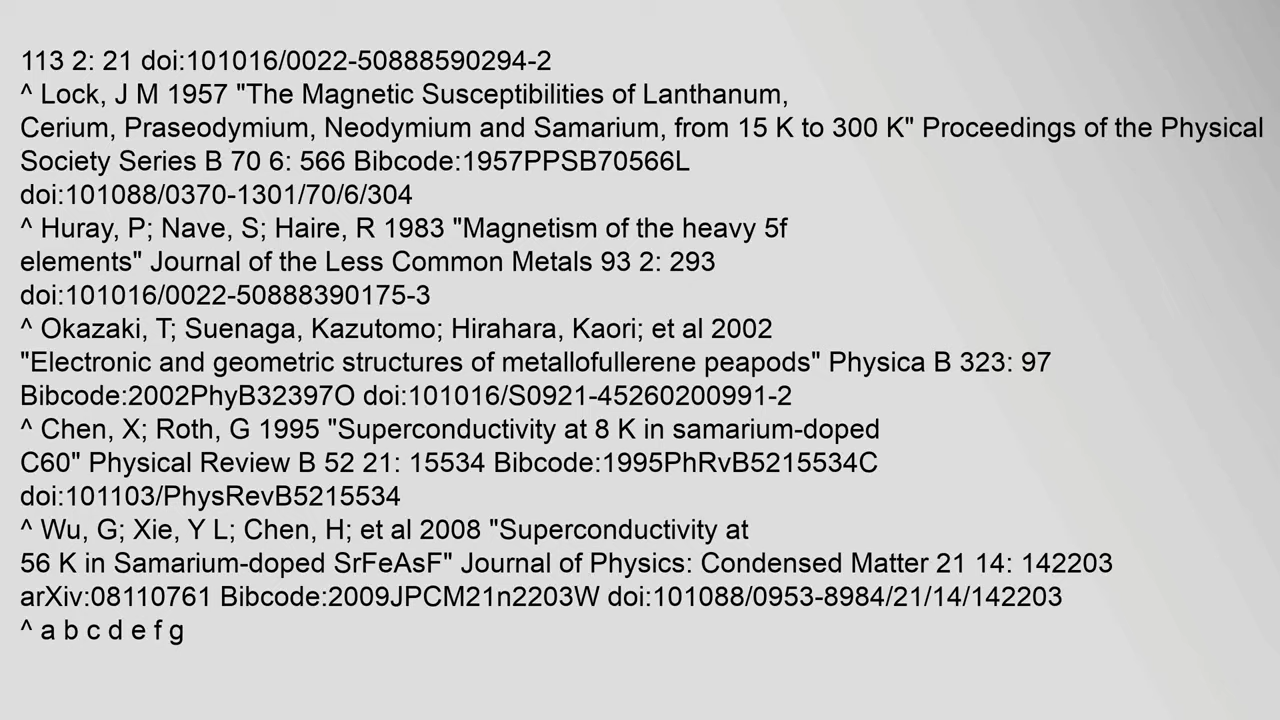 113 2: 21 doi:101016/0022-50888590294-2
^ Lock, J M 1957 "The Magnetic Susceptibilities of Lanthanum,
Cerium, Praseodymium, Neodymium and Samarium, from 15 K to 300 K" Proceedings of the Physical
Society Series B 70 6: 566 Bibcode:1957PPSB70566L
doi:101088/0370-1301/70/6/304
^ Huray, P; Nave, S; Haire, R 1983 "Magnetism of the heavy 5f
elements" Journal of the Less Common Metals 93 2: 293
doi:101016/0022-50888390175-3
^ Okazaki, T; Suenaga, Kazutomo; Hirahara, Kaori; et al 2002
"Electronic and geometric structures of metallofullerene peapods" Physica B 323: 97
Bibcode:2002PhyB32397O doi:101016/S0921-45260200991-2
^ Chen, X; Roth, G 1995 "Superconductivity at 8 K in samarium-doped
C60" Physical Review B 52 21: 15534 Bibcode:1995PhRvB5215534C
doi:101103/PhysRevB5215534
^ Wu, G; Xie, Y L; Chen, H; et al 2008 "Superconductivity at
56 K in Samarium-doped SrFeAsF" Journal of Physics: Condensed Matter 21 14: 142203
arXiv:08110761 Bibcode:2009JPCM21n2203W doi:101088/0953-8984/21/14/142203
^ a b c d e f g